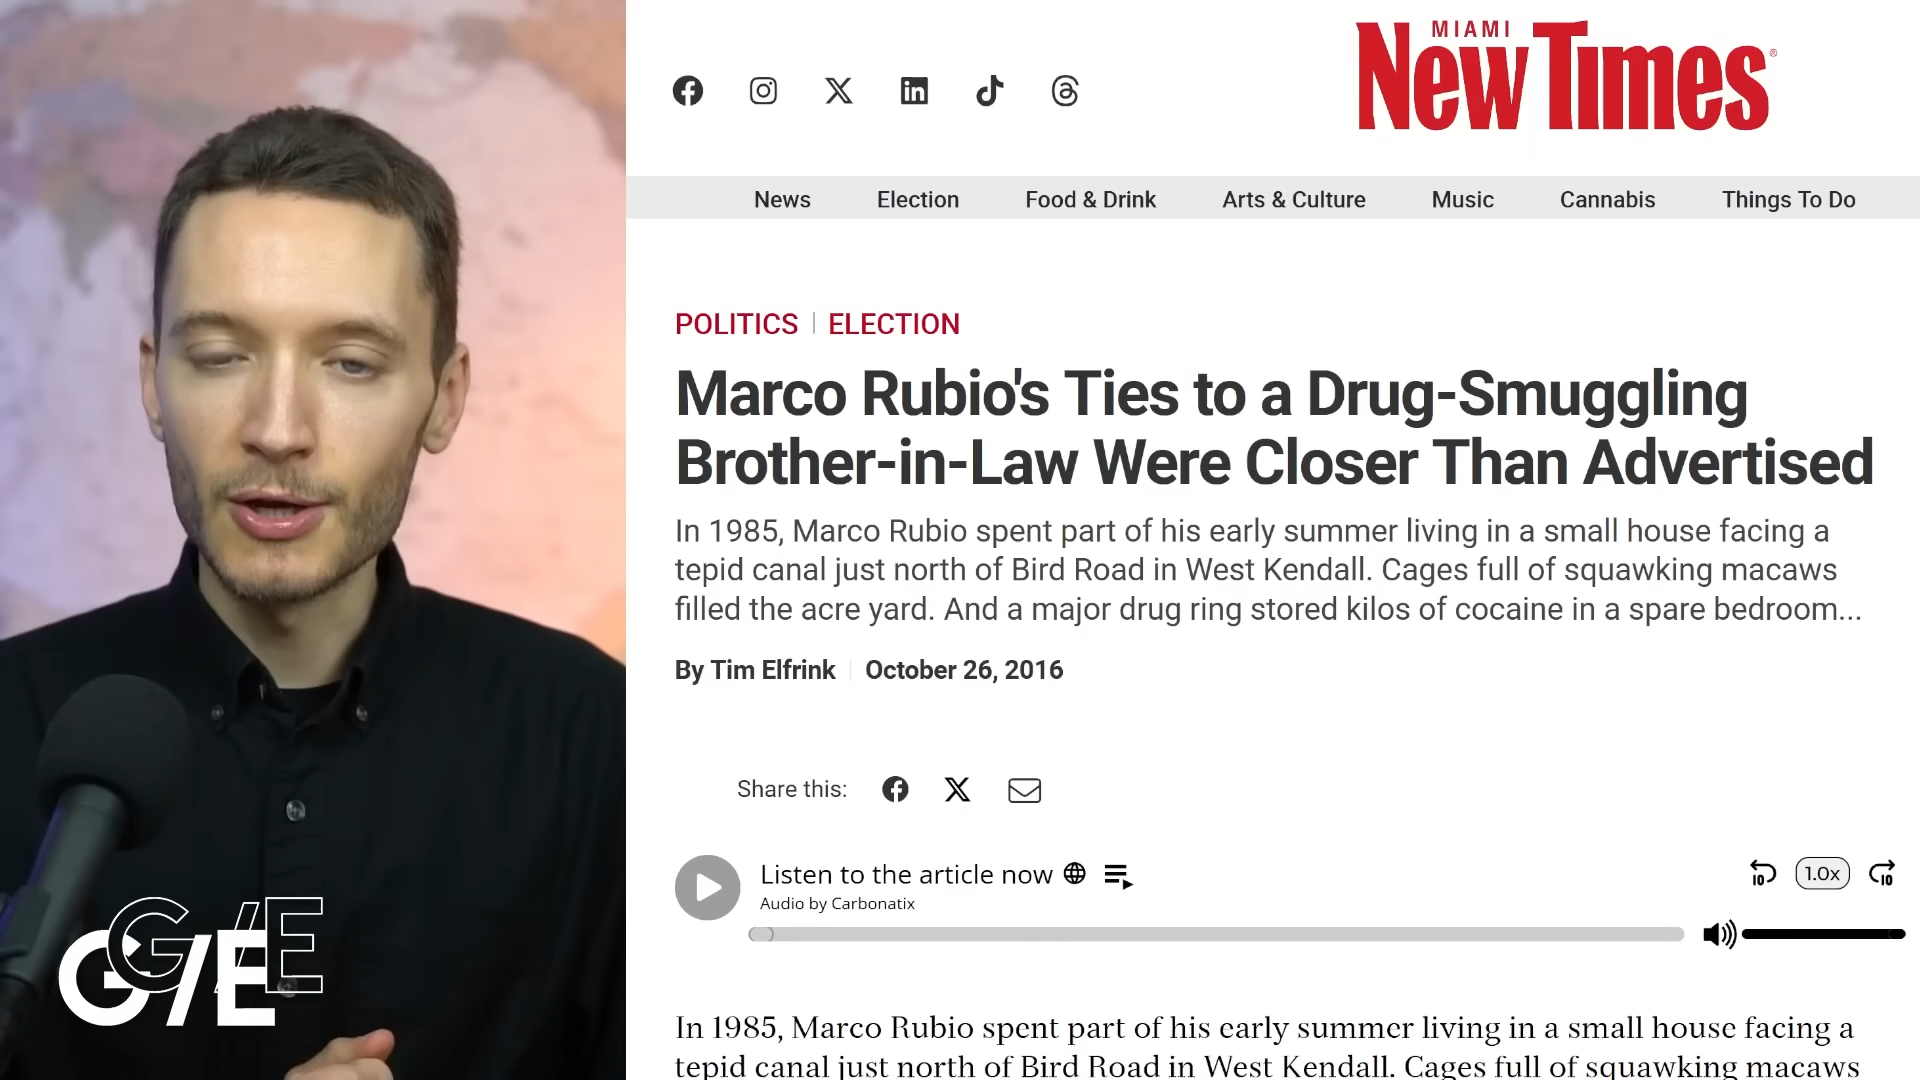 MIAMI
New Times®
News Election Food & Drink Arts & Culture Music Cannabis Things To Do
POLITICS | ELECTION
Marco Rubio's Ties to a Drug-Smuggling
Brother-in-Law Were Closer Than Advertised
In 1985, Marco Rubio spent part of his early summer living in a small house facing a
tepid canal just north of Bird Road in West Kendall. Cages full of squawking macaws
filled the acre yard. And a major drug ring stored kilos of cocaine in a spare bedroom...
By Tim Elfrink | October 26, 2016
Share this:
Listen to the article now
Audio by Carbonatix
10 1.0x 10
In 1985, Marco Rubio spent part of his early summer living in a small house facing a
tepid canal just north of Bird Road in West Kendall. Cages full of squawking macaws
G/E
G/E